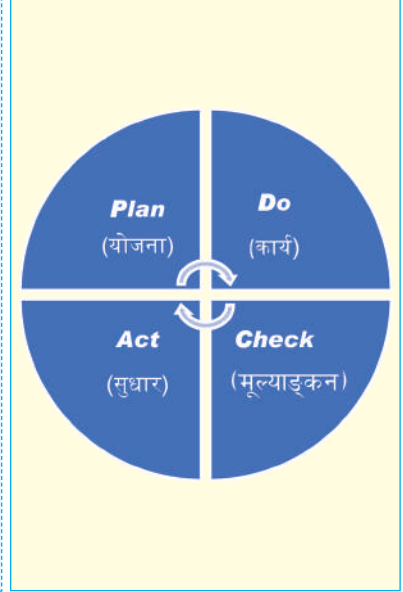 Plan
(योजना)
Do
(कार्य)
Act
(सुधार)
Check
(मूल्याङ्कन)